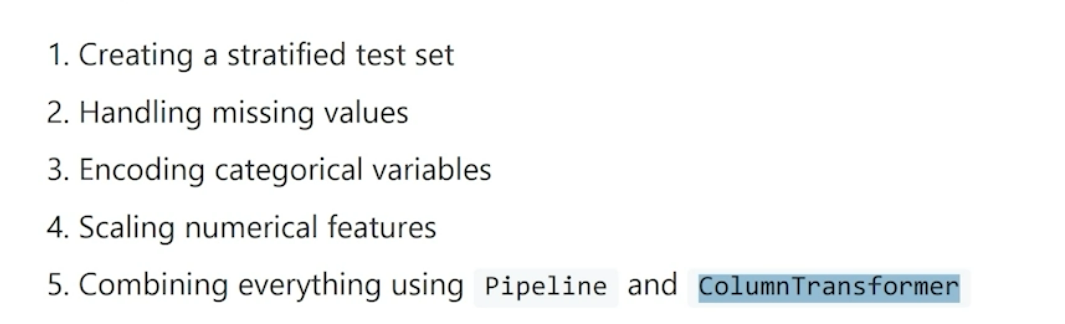 1. Creating a stratified test set
2. Handling missing values
3. Encoding categorical variables
4. Scaling numerical features
5. Combining everything using Pipeline and ColumnTransformer